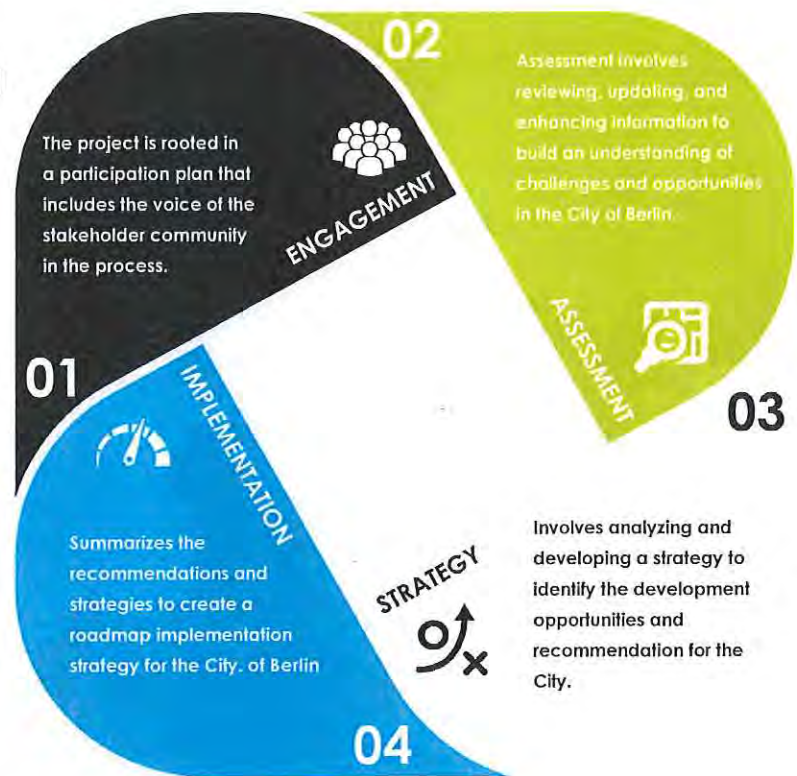 01
The project is rooted in
a participation plan that
includes the voice of the
stakeholder community
in the process.
ENGAGEMENT
02
Assessment involves
reviewing, updating, and
enhancing information to
build an understanding of
challenges and opportunities
in the City of Berlin.
ASSESSMENT
03
Involves analyzing and
developing a strategy to
identify the development
opportunities and
recommendation for the
City.
STRATEGY
04
IMPLEMENTATION
Summarizes the
recommendations and
strategies to create a
roadmap implementation
strategy for the City. of Berlin